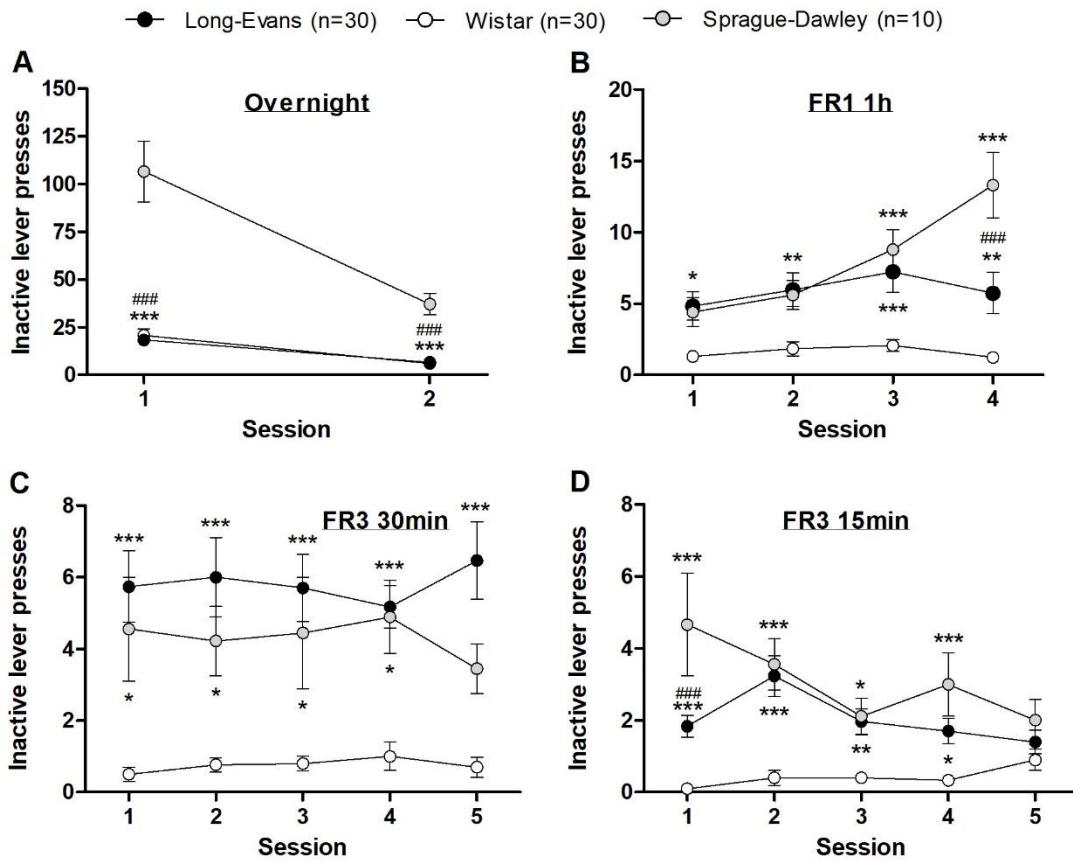 Long-Evans (n=30) Wistar (n=30) Sprague-Dawley (n=10)
A
Overnight
Inactive lever presses
150
125
100
75
50
25
0
###
***
###
***
1 2
Session
B
FR1 1h
Inactive lever presses
20
15
10
5
0
*
**
***
***
***
###
**
1 2 3 4
Session
C
FR3 30min
Inactive lever presses
8
6
4
2
0
*** *** *** *** ***
* * * *
1 2 3 4 5
Session
D
FR3 15min
Inactive lever presses
8
6
4
2
0
***
###
***
***
***
*
**
***
*
1 2 3 4 5
Session